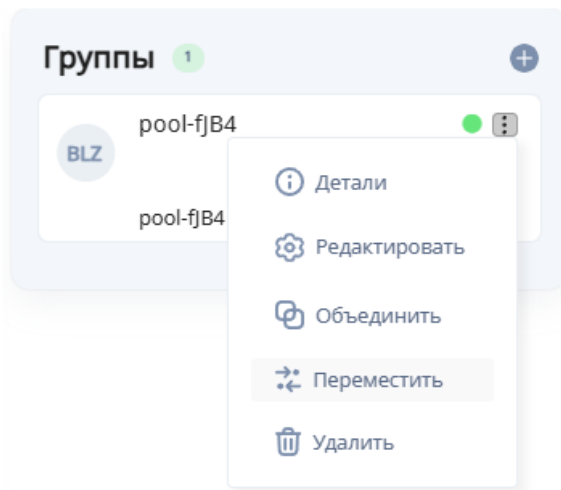 Группы 1
pool-fJB4
BLZ
pool-fJB4
Детали
Редактировать
Объединить
Переместить
Удалить